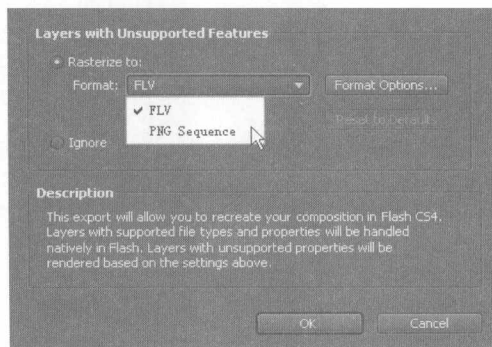 Layers with Unsupported Features
Rasterize to:
Format: FLV Format Options...
FLV
PNG Sequence
Reset to Defaults
Ignore
Description
This export will allow you to recreate your composition in Flash CS4.
Layers with supported file types and properties will be handled
natively in Flash. Layers with unsupported properties will be
rendered based on the settings above.
OK Cancel